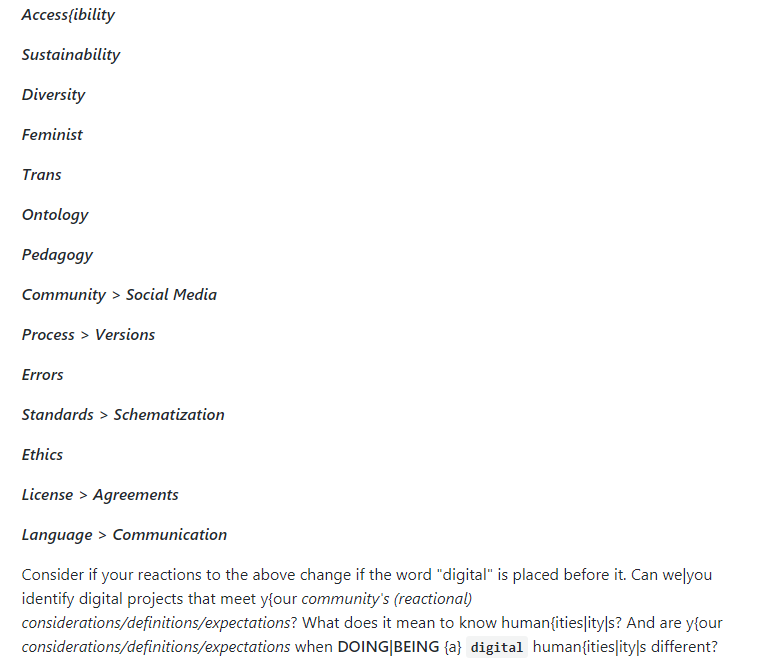 Access{ibility
Sustainability
Diversity
Feminist
Trans
Ontology
Pedagogy
Community > Social Media
Process > Versions
Errors
Standards > Schematization
Ethics
License > Agreements
Language > Communication
Consider if your reactions to the above change if the word "digital" is placed before it. Can we|you
identify digital projects that meet y{our community's (reactional)
considerations/definitions/expectations? What does it mean to know human{ities|ity|s? And are y{our
considerations/definitions/expectations when DOING|BEING {a} digital human{ities|ity|s different?